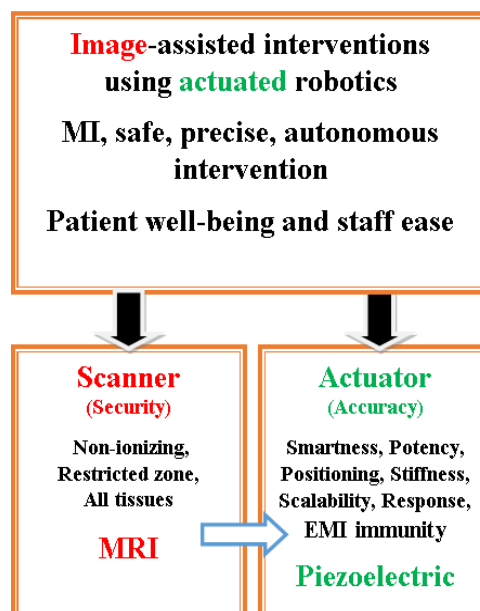 Image-assisted interventions
using actuated robotics
MI, safe, precise, autonomous
intervention
Patient well-being and staff ease
Scanner
(Security)
Non-ionizing,
Restricted zone,
All tissues
MRI
Actuator
(Accuracy)
Smartness, Potency,
Positioning, Stiffness,
Scalability, Response,
EMI immunity
Piezoelectric